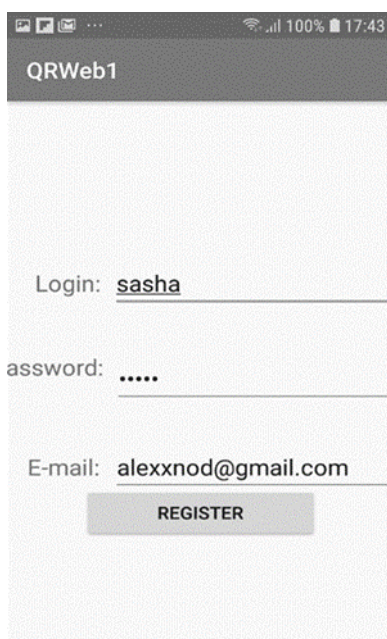 100% 17:43
QRWeb1
Login: sasha
assword: •••••
E-mail: alexxnod@gmail.com
REGISTER